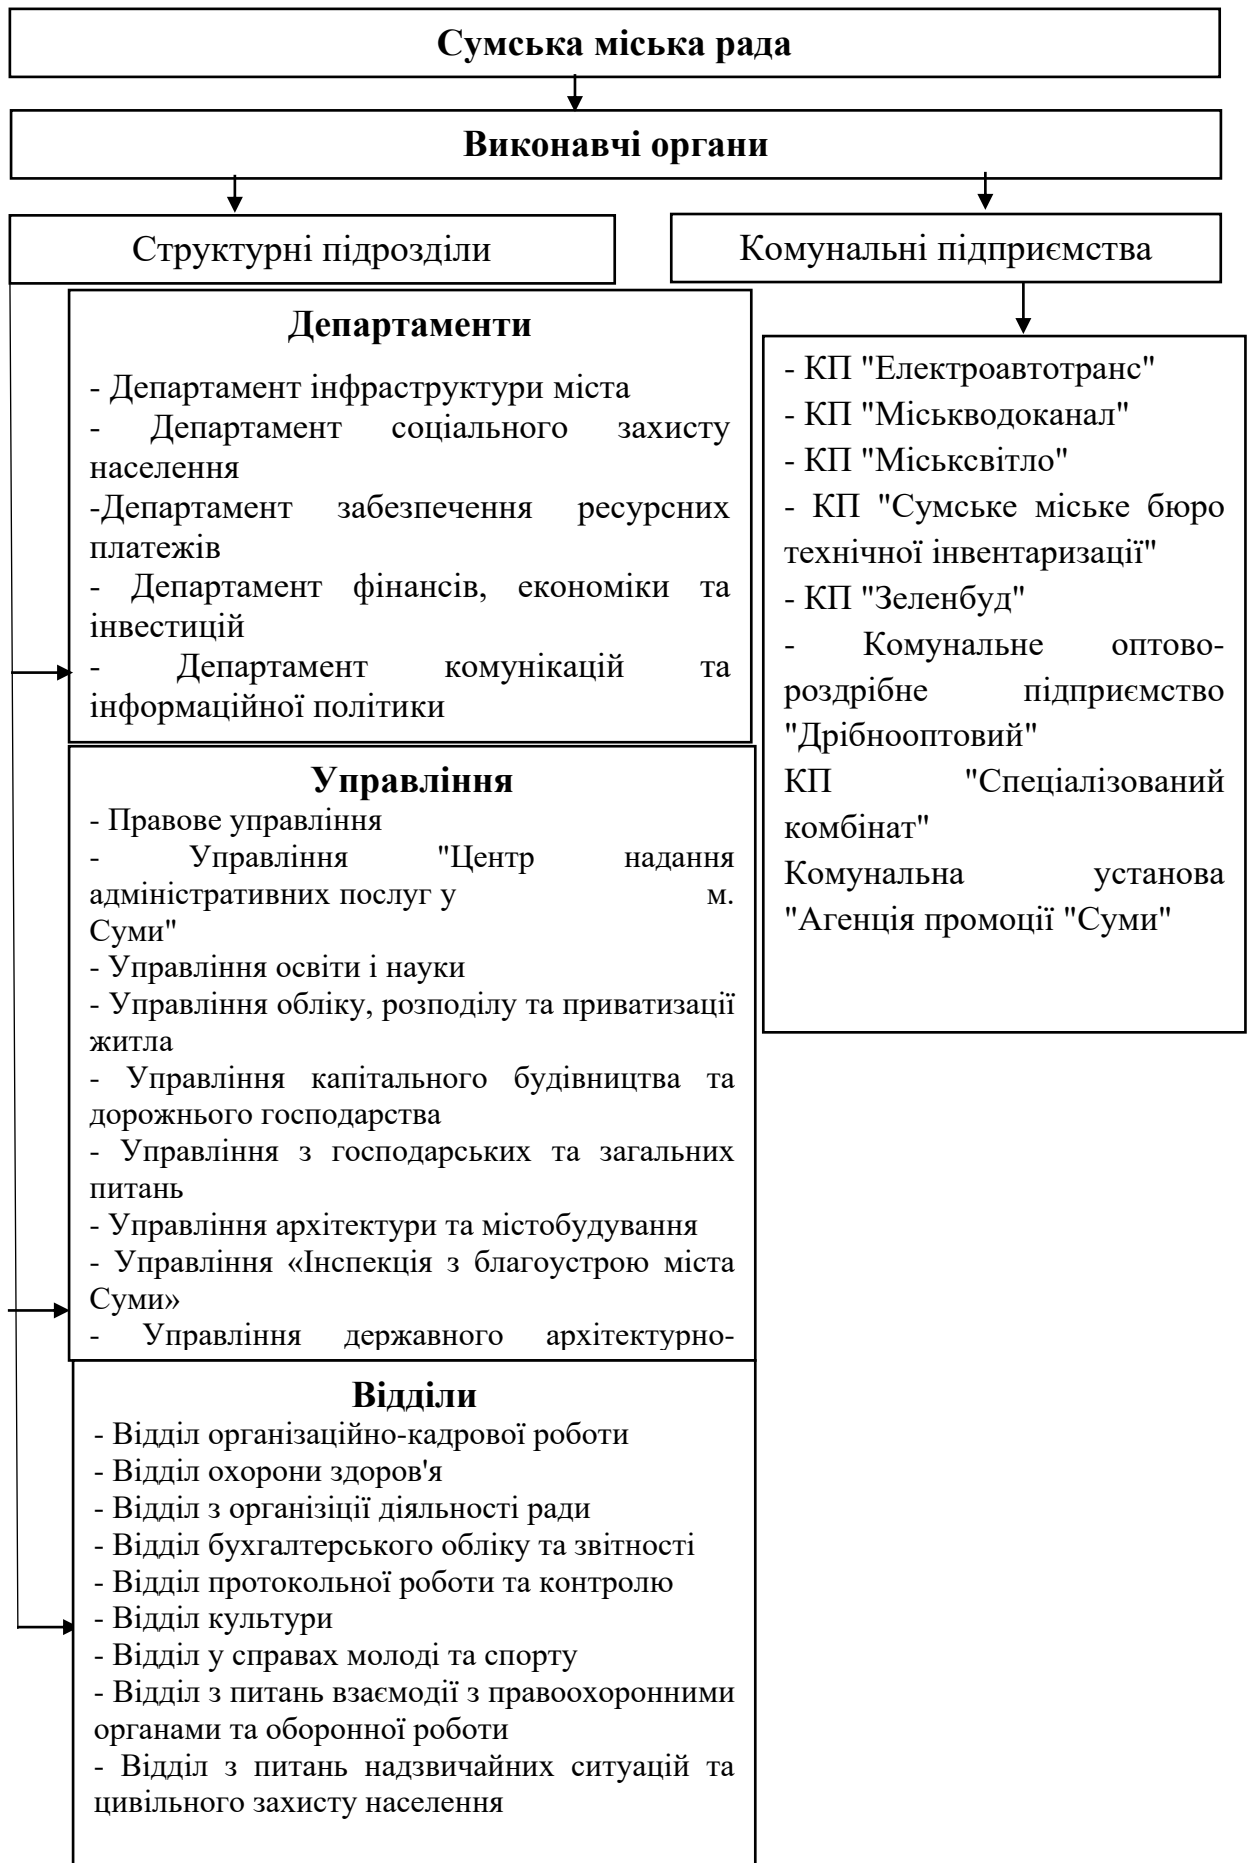 Сумська міська рада
Виконавчі органи
Структурні підрозділи
Комунальні підприємства
Департаменти
- Департамент інфраструктури міста
- Департамент соціального захисту
населення
-Департамент забезпечення ресурсних
платежів
- Департамент фінансів, економіки та
інвестицій
- Департамент комунікацій та
інформаційної політики
Управління
- Правове управління
- Управління "Центр надання
адміністративних послуг у м.
Суми"
- Управління освіти і науки
- Управління обліку, розподілу та приватизації
житла
- Управління капітального будівництва та
дорожнього господарства
- Управління з господарських та загальних
питань
- Управління архітектури та містобудування
- Управління «Інспекція з благоустрою міста
Суми»
- Управління державного архітектурно-
Відділи
- Відділ організаційно-кадрової роботи
- Відділ охорони здоров'я
- Відділ з організіції діяльності ради
- Відділ бухгалтерського обліку та звітності
- Відділ протокольної роботи та контролю
- Відділ культури
- Відділ у справах молоді та спорту
- Відділ з питань взаємодії з правоохоронними
органами та оборонної роботи
- Відділ з питань надзвичайних ситуацій та
цивільного захисту населення
- КП "Електроавтотранс"
- КП "Міськводоканал"
- КП "Міськсвітло"
- КП "Сумське міське бюро
технічної інвентаризації"
- КП "Зеленбуд"
- Комунальне оптово-
роздрібне підприємство
"Дрібнооптовий"
КП "Спеціалізований
комбінат"
Комунальна установа
"Агенція промоції "Суми"